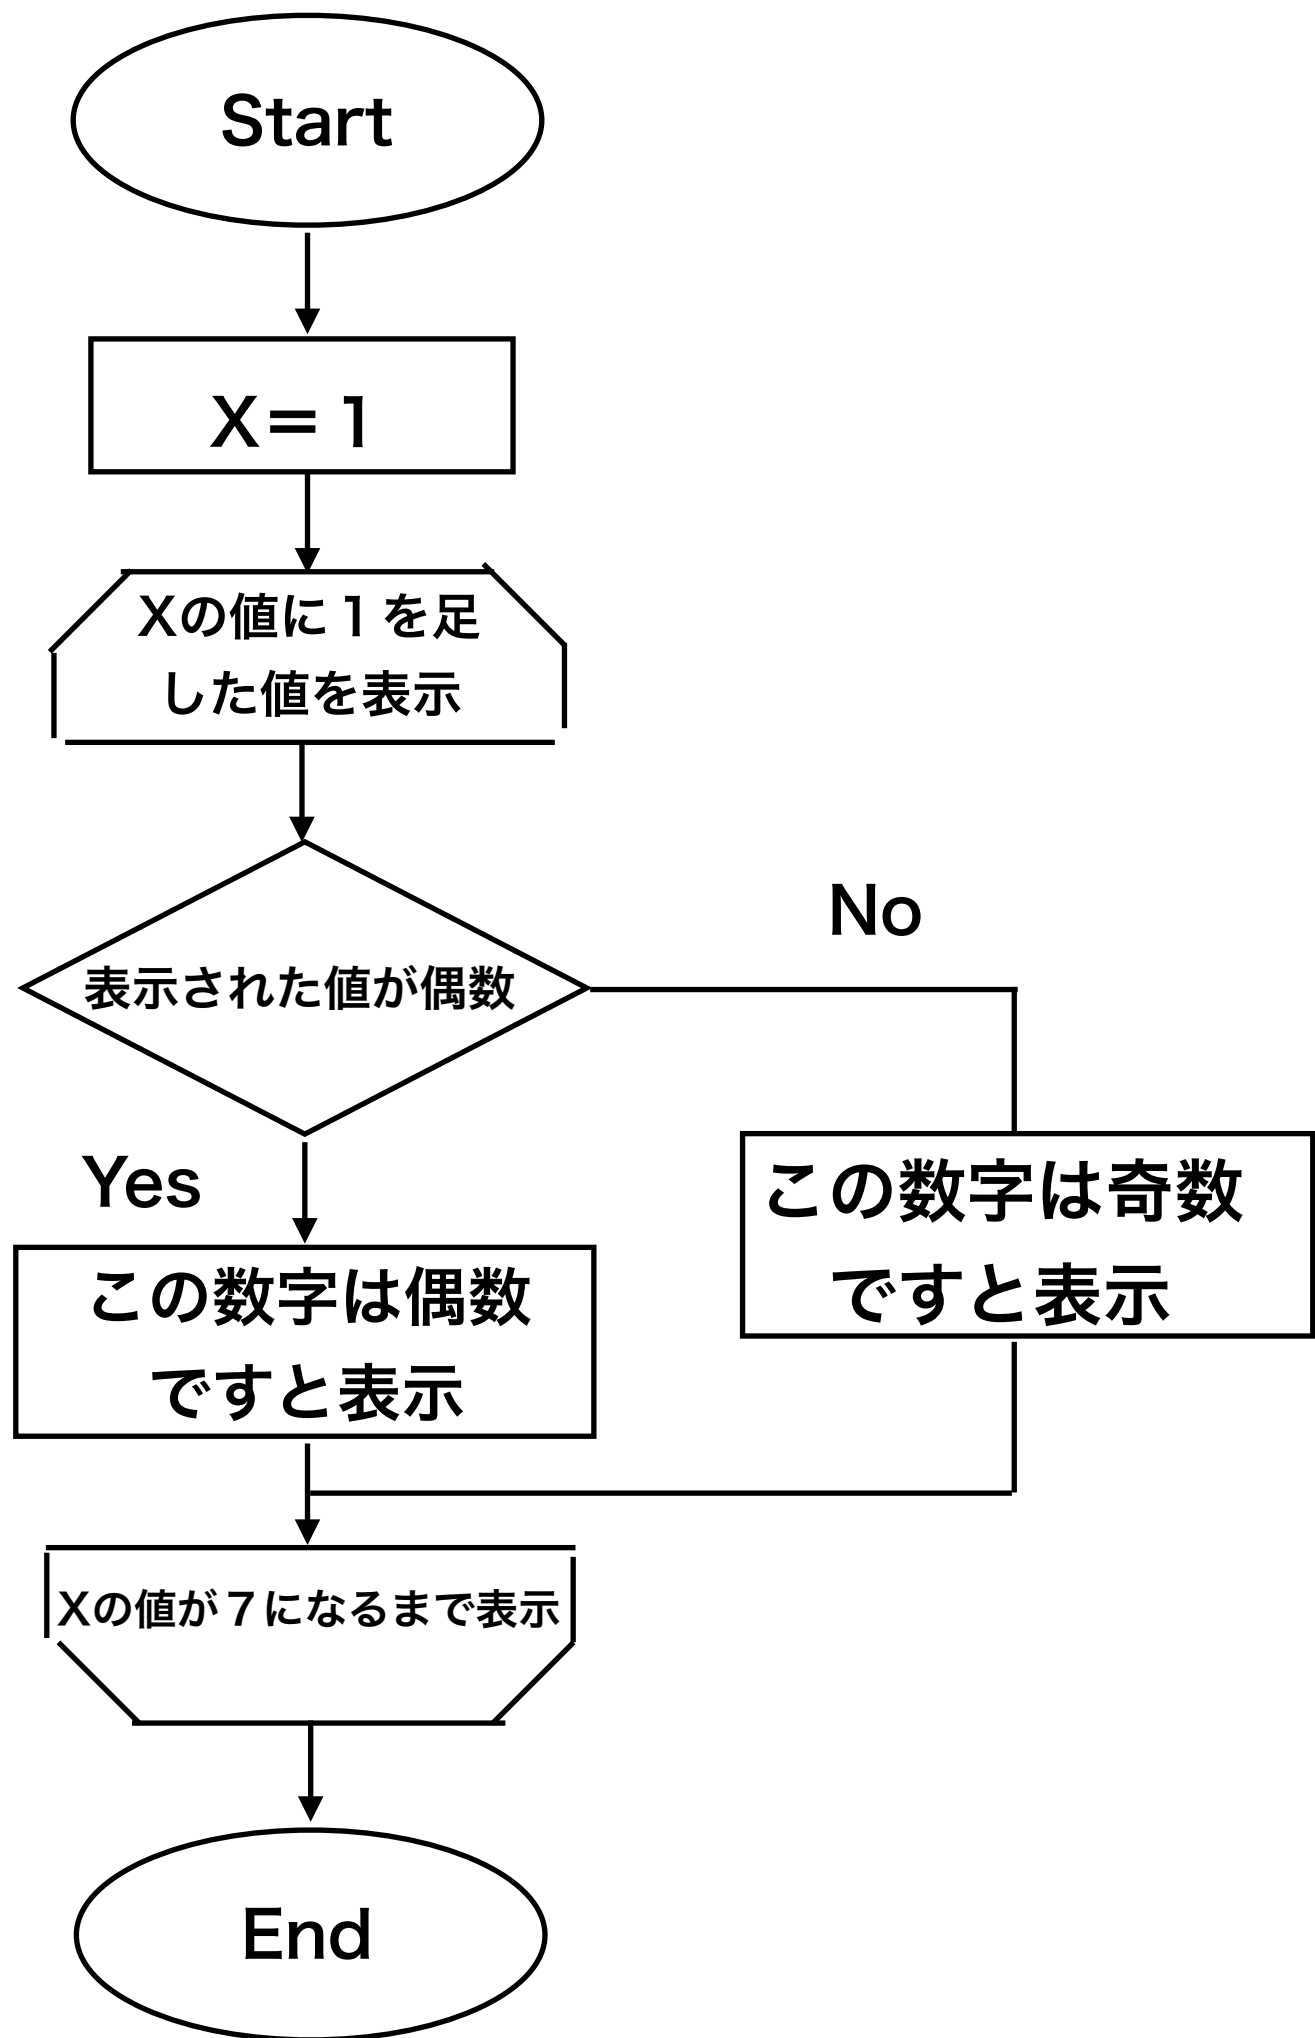 Start
X=１
Xの値に１を足
した値を表示
表示された値が偶数
No
Yes
この数字は奇数
ですと表示
この数字は偶数
ですと表示
Xの値が７になるまで表示
End